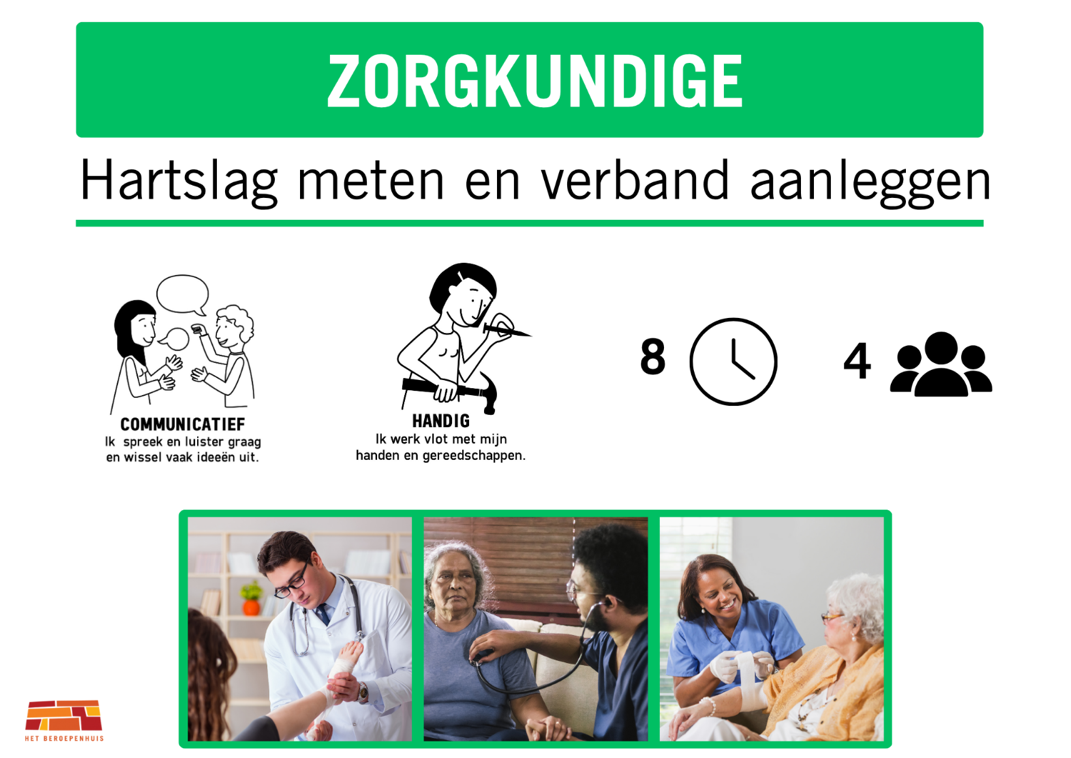 ZORGKUNDIGE
Hartslag meten en verband aanleggen
COMMUNICATIEF
Ik spreek en luister graag
en wissel vaak ideeën uit.
HANDIG
Ik werk vlot met mijn
handen en gereedschappen.
8
4
HET BEROEPENHUIS